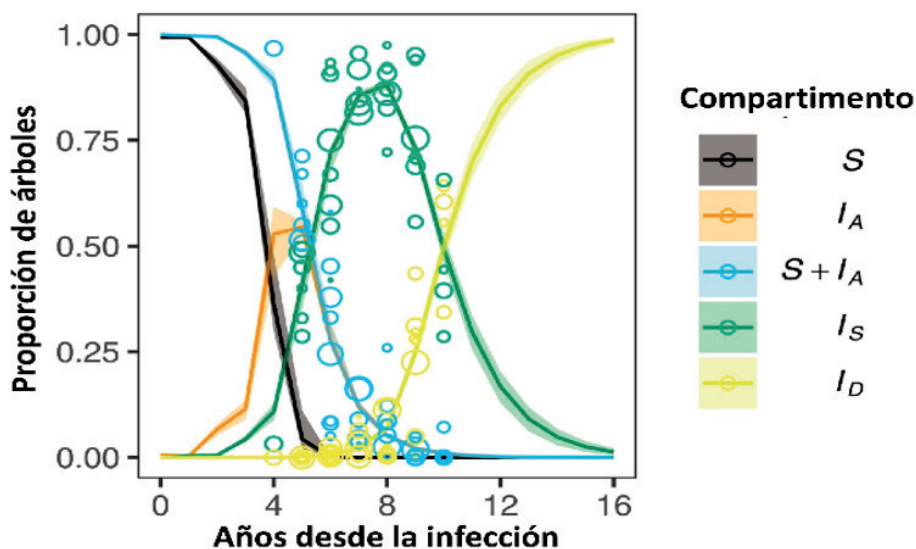 1.00
0.75
0.50
0.25
0.00
Proporción de árboles
0 4 8 12 16
Años desde la infección
Compartimento
S
I_A
S + I_A
I_S
I_D